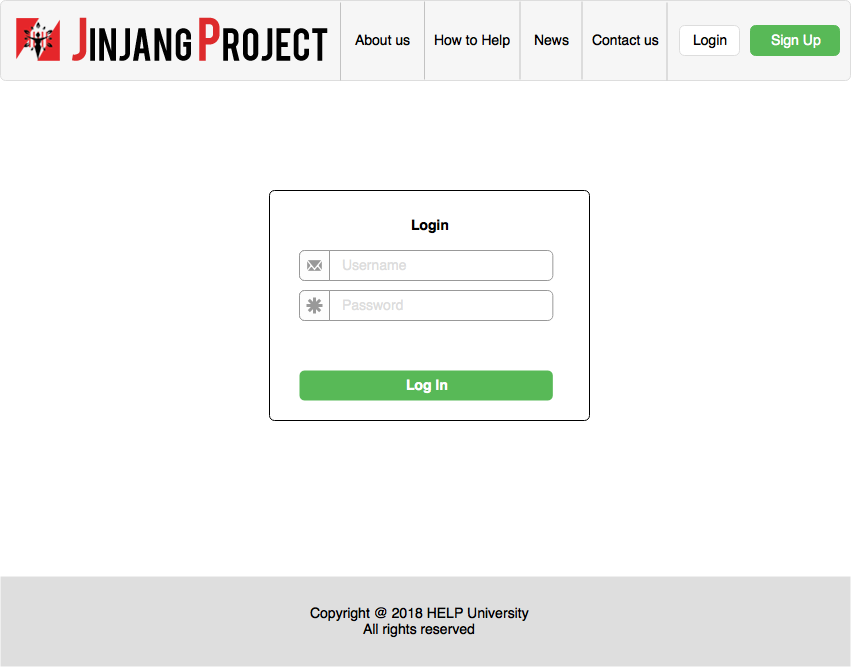 JINJANG PROJECT
About us
How to Help
News
Contact us
Login
Sign Up
Login
Username
Password
Log In
Copyright @ 2018 HELP University
All rights reserved